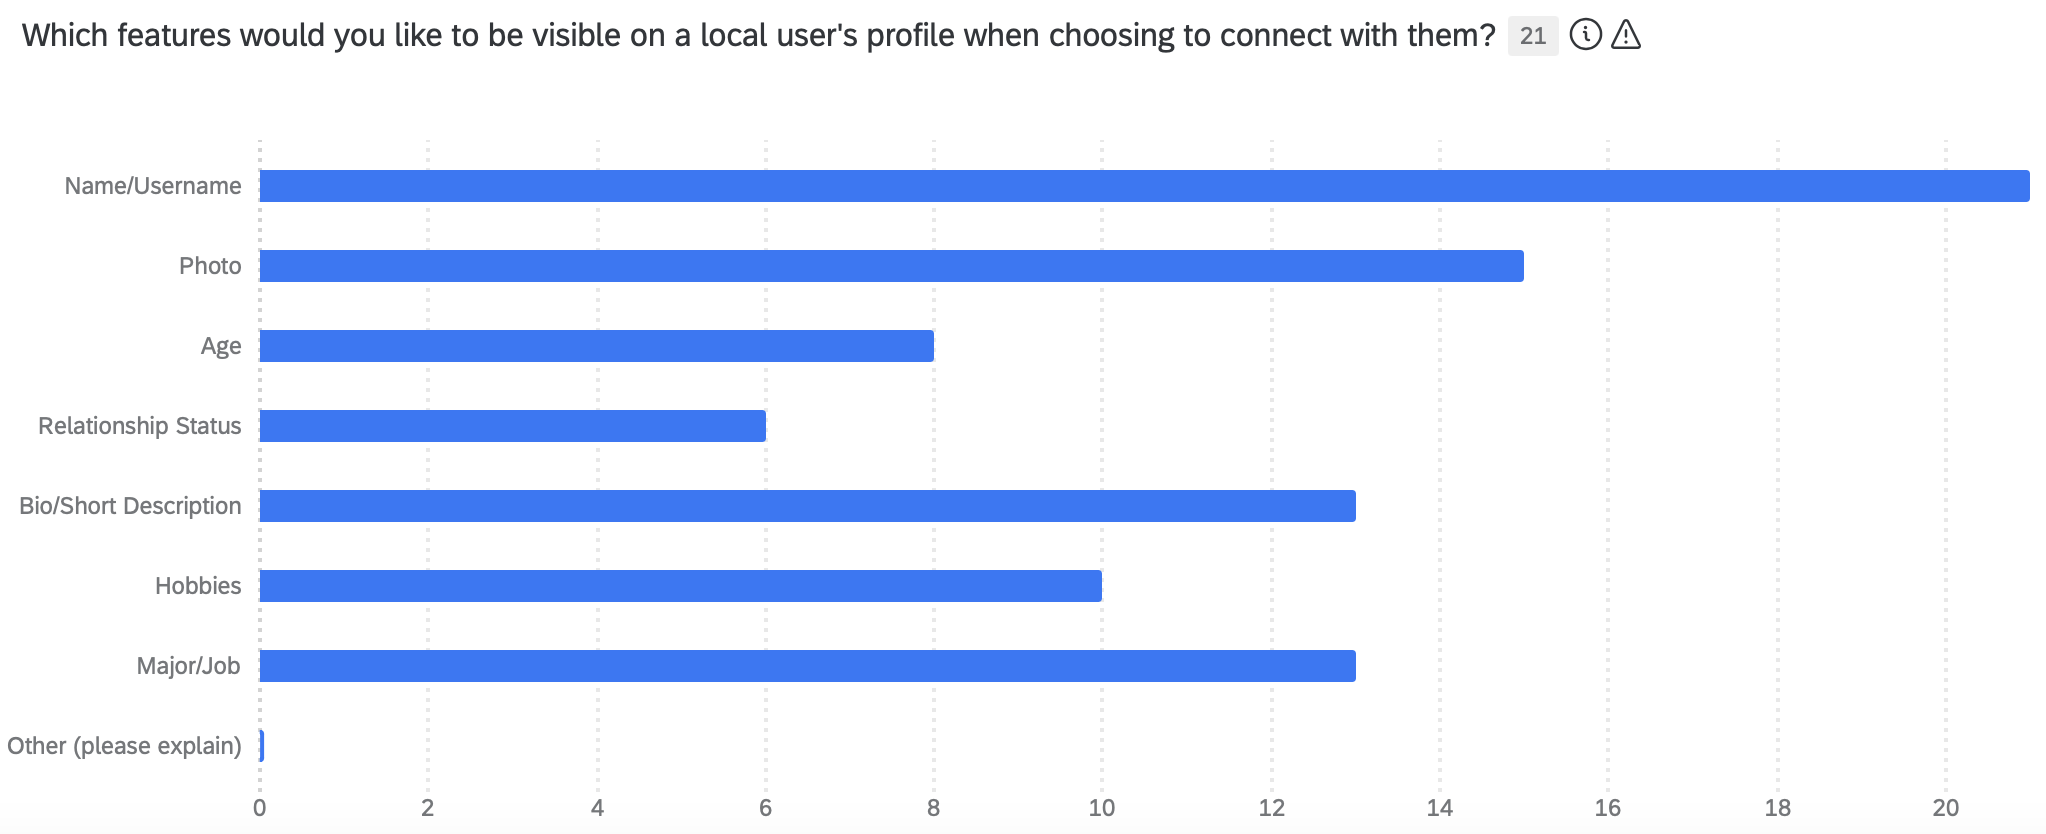 Which features would you like to be visible on a local user's profile when choosing to connect with them? 21
Name/Username
Photo
Age
Relationship Status
Bio/Short Description
Hobbies
Major/Job
Other (please explain)
0 2 4 6 8 10 12 14 16 18 20